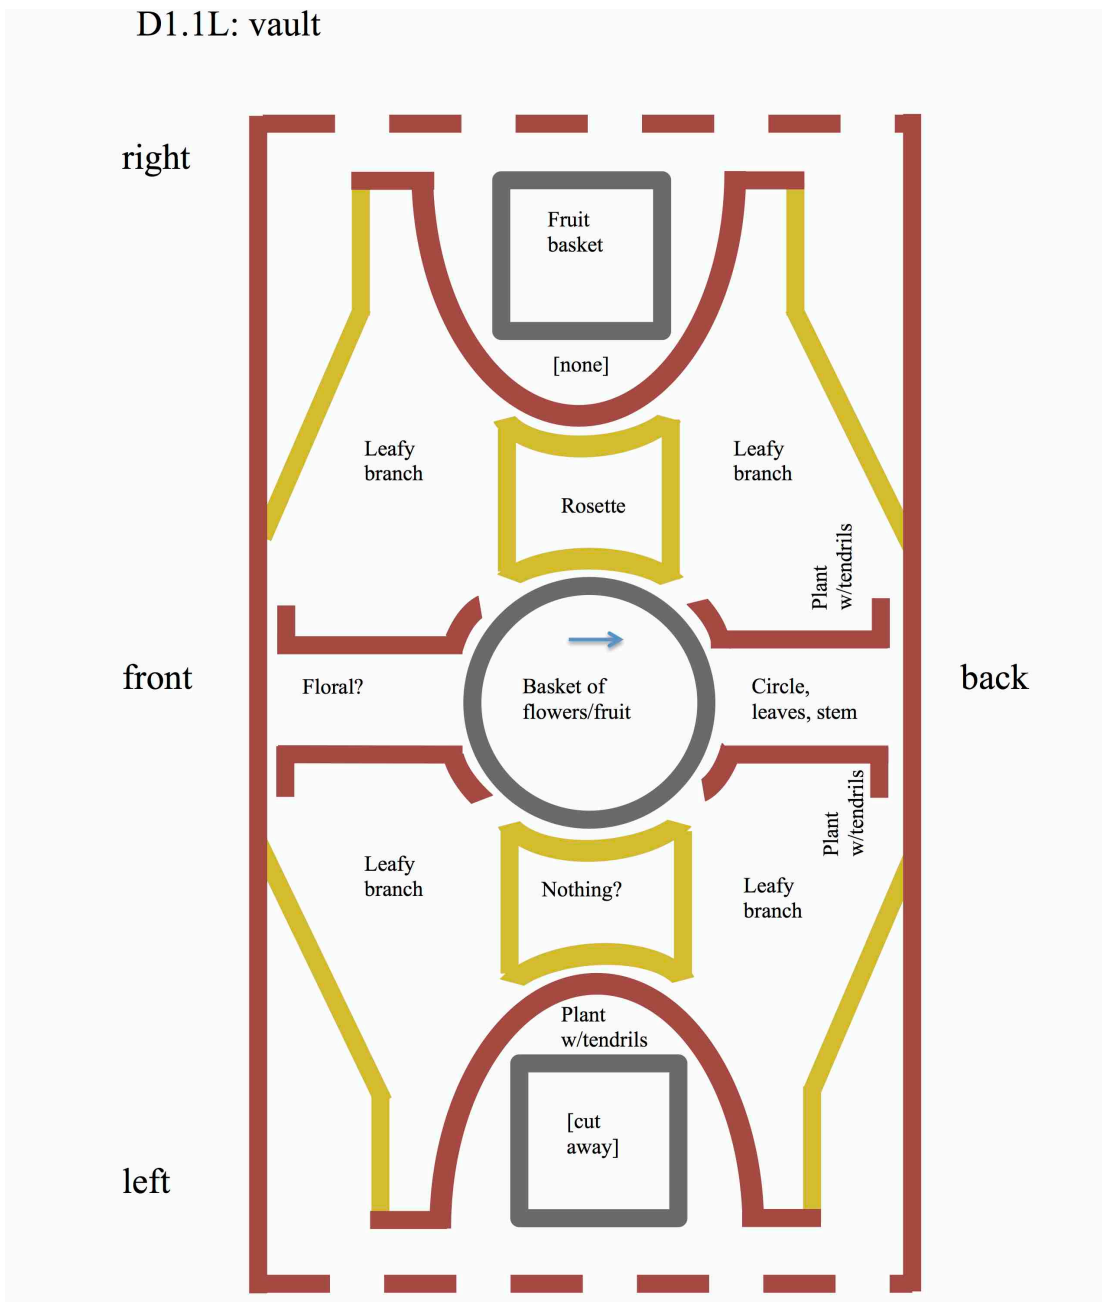 D1.1L: vault
right
Fruit
basket
[none]
Leafy
branch
Leafy
branch
Rosette
Plant
w/tendrils
front
Floral?
Basket of
flowers/fruit
Circle,
leaves, stem
back
Plant
w/tendrils
Leafy
branch
Nothing?
Leafy
branch
Plant
w/tendrils
[cut
away]
left